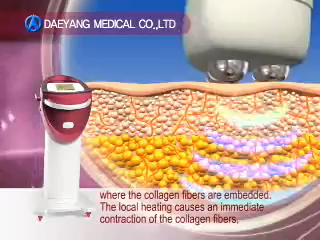 DAEYANG MEDICAL CO.,LTD
where the collagen fibers are embedded.
The local heating causes an immediate
contraction of the collagen fibers.